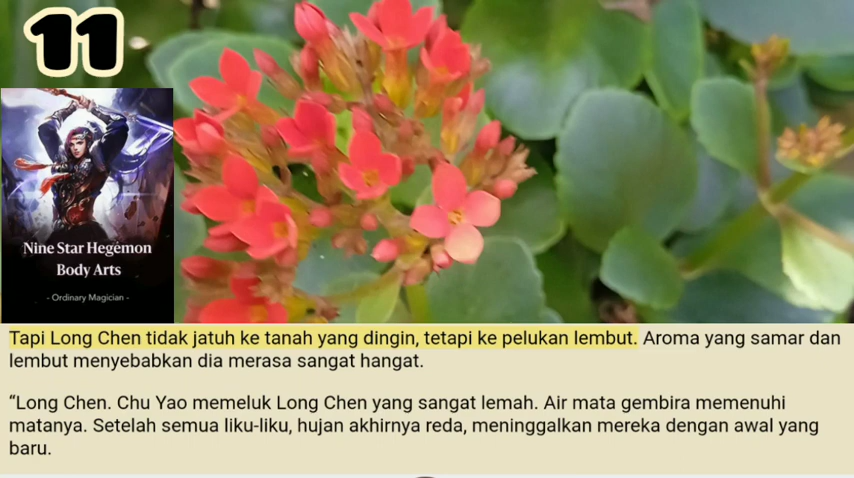 11
Nine Star Hegemon
Body Arts
- Ordinary Magician -
Tapi Long Chen tidak jatuh ke tanah yang dingin, tetapi ke pelukan lembut. Aroma yang samar dan
lembut menyebabkan dia merasa sangat hangat.
“Long Chen. Chu Yao memeluk Long Chen yang sangat lemah. Air mata gembira memenuhi
matanya. Setelah semua liku-liku, hujan akhirnya reda, meninggalkan mereka dengan awal yang
baru.